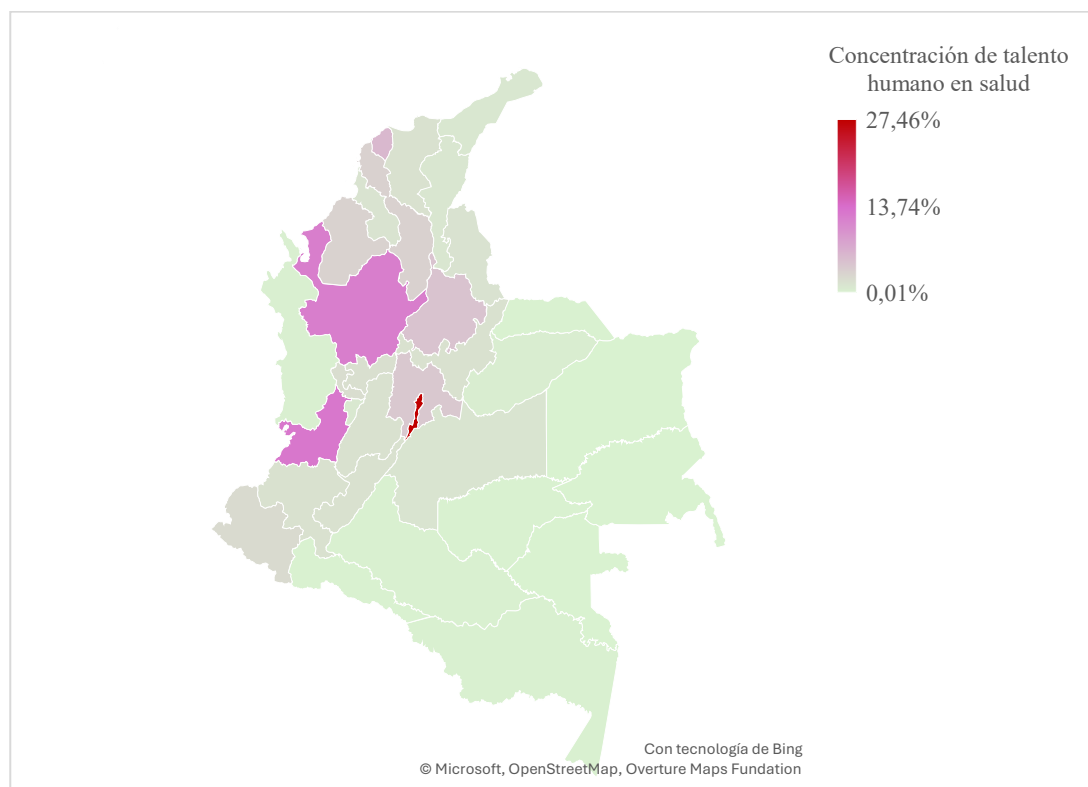 Concentración de talento
humano en salud
27,46%
13,74%
0,01%
Con tecnología de Bing
© Microsoft, OpenStreetMap, Overture Maps Fundation